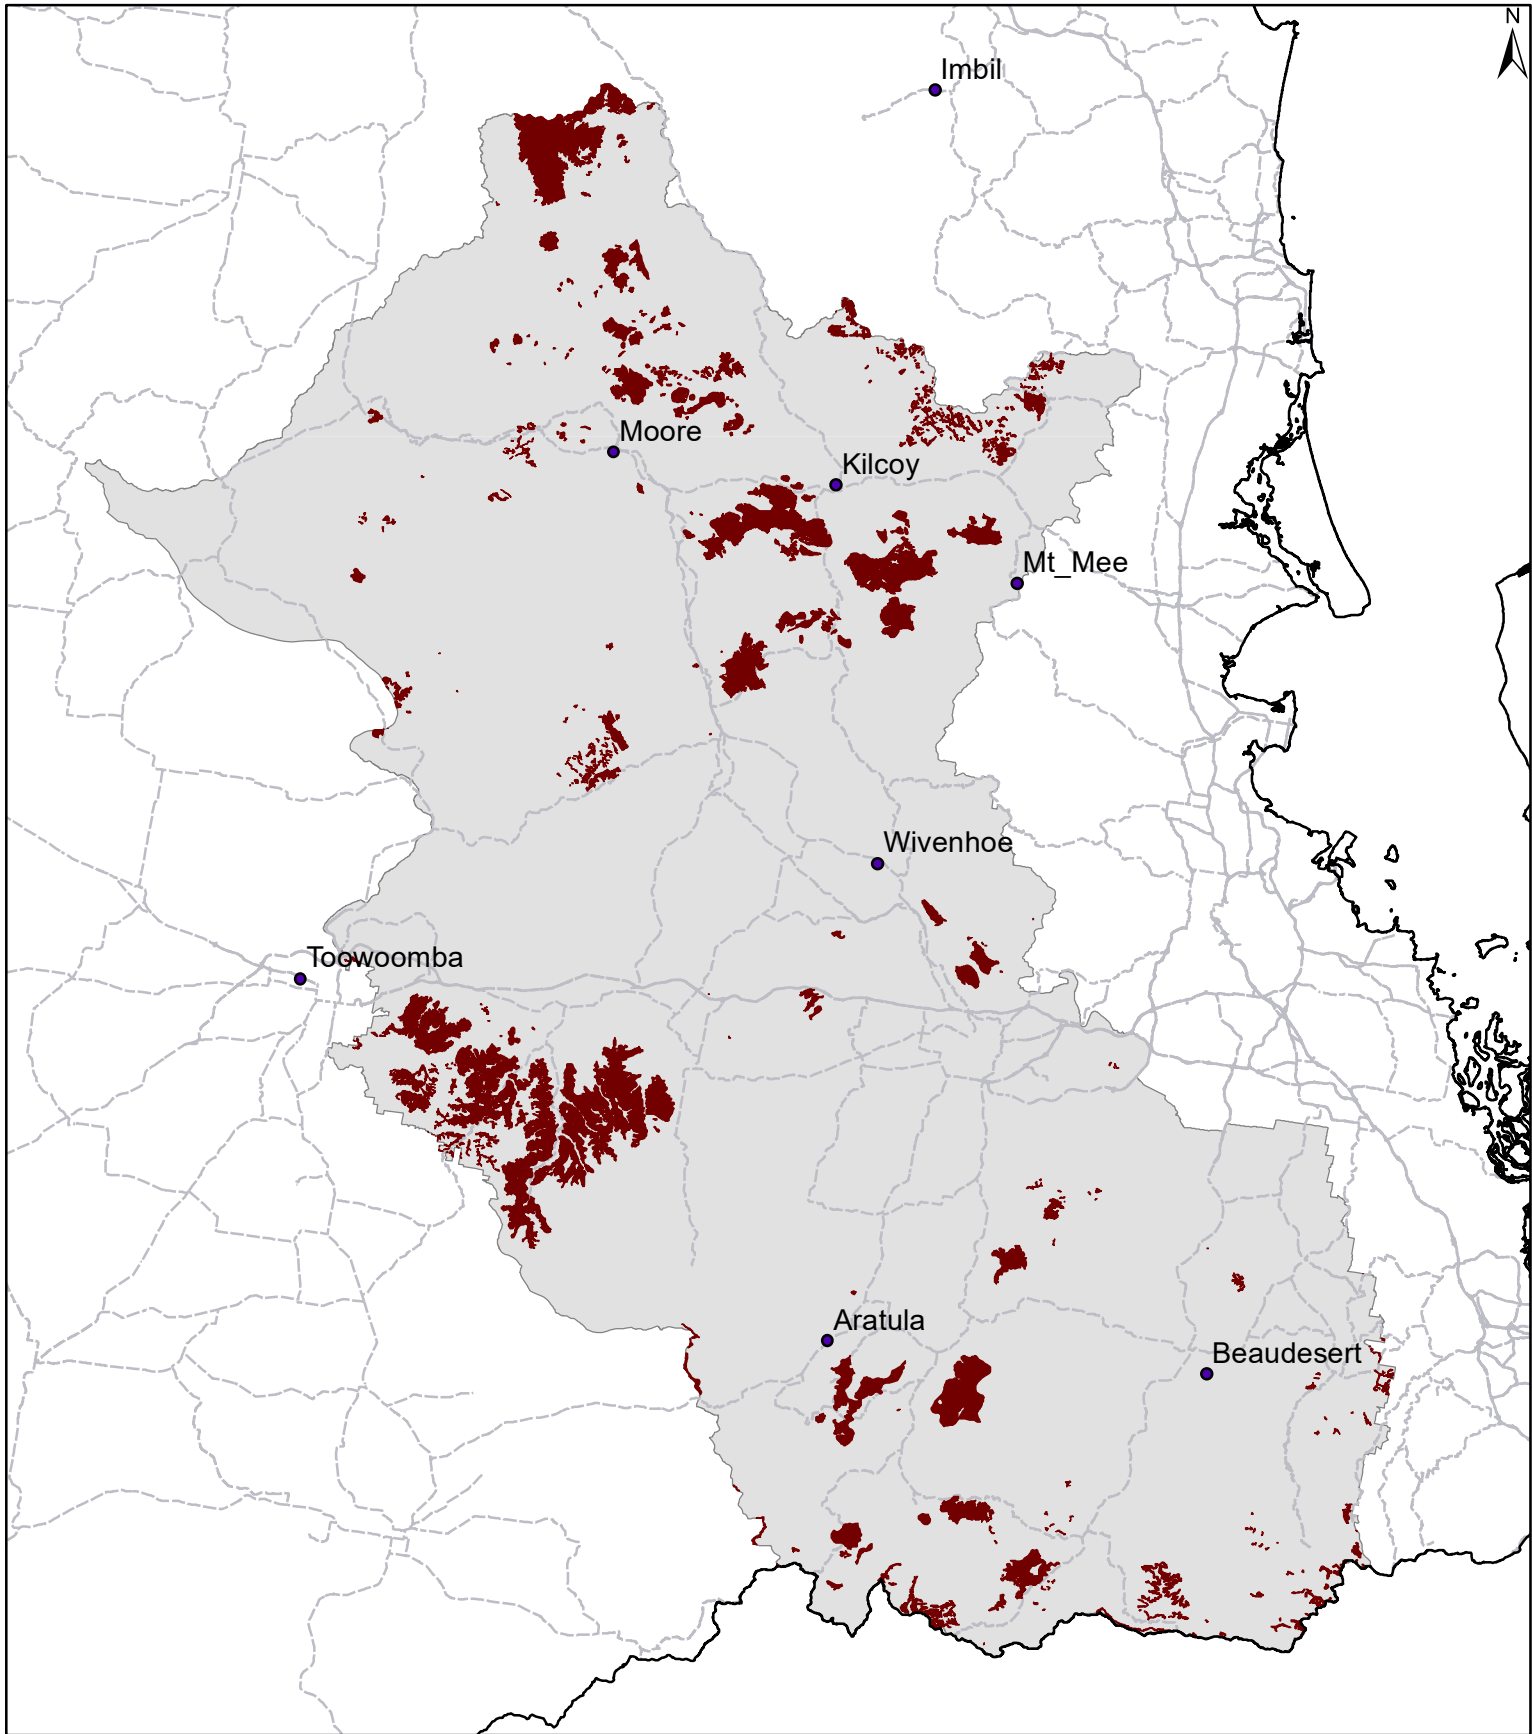 N
Imbil
Moore
Kilcoy
Mt_Mee
Wivenhoe
Toowoomba
Aratula
Beaudesert